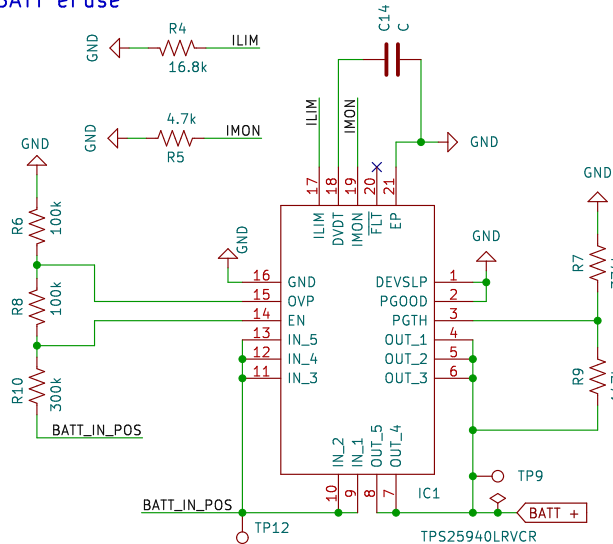 BATT eFuse
R4
GND
ILIM
16.8k
C14
C
4.7k
GND
IMON
R5
ILIM
IMON
GND
GND
GND
R6
100k
17
18
19
20
21
ILIM
DVDT
IMON
FLT
EP
GND
GND
R7
R8
100k
16
GND
DEVSLP
1
15
OVP
PGOOD
2
14
EN
PGTH
3
13
IN_5
OUT_1
4
12
IN_4
OUT_2
5
11
IN_3
OUT_3
6
R9
R10
300k
BATT_IN_POS
IN_2
IN_1
OUT_5
OUT_4
10
9
8
7
IC1
TP9
BATT_IN_POS
TP12
BATT +
TPS25940LRVCR